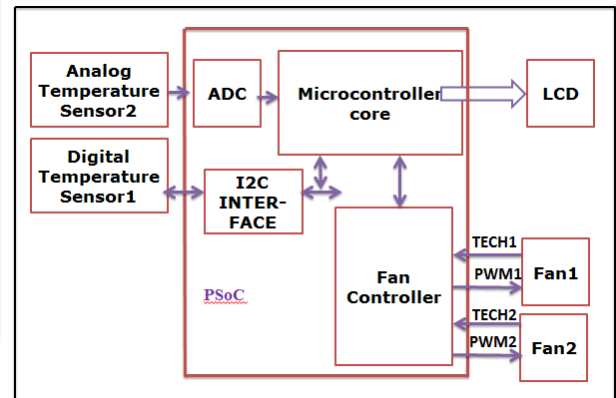 Analog
Temperature
Sensor2
ADC
Microcontroller
core
LCD
Digital
Temperature
Sensor1
I2C
INTER-
FACE
PSoC
Fan
Controller
TECH1
PWM1
Fan1
TECH2
PWM2
Fan2